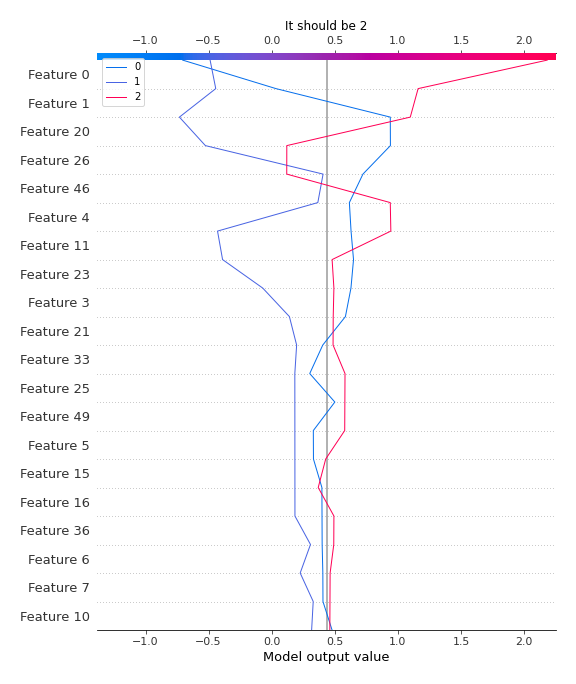 It should be 2
−1.0 −0.5 0.0 0.5 1.0 1.5 2.0
0
1
2
Feature 0
Feature 1
Feature 20
Feature 26
Feature 46
Feature 4
Feature 11
Feature 23
Feature 3
Feature 21
Feature 33
Feature 25
Feature 49
Feature 5
Feature 15
Feature 16
Feature 36
Feature 6
Feature 7
Feature 10
−1.0 −0.5 0.0 0.5 1.0 1.5 2.0
Model output value